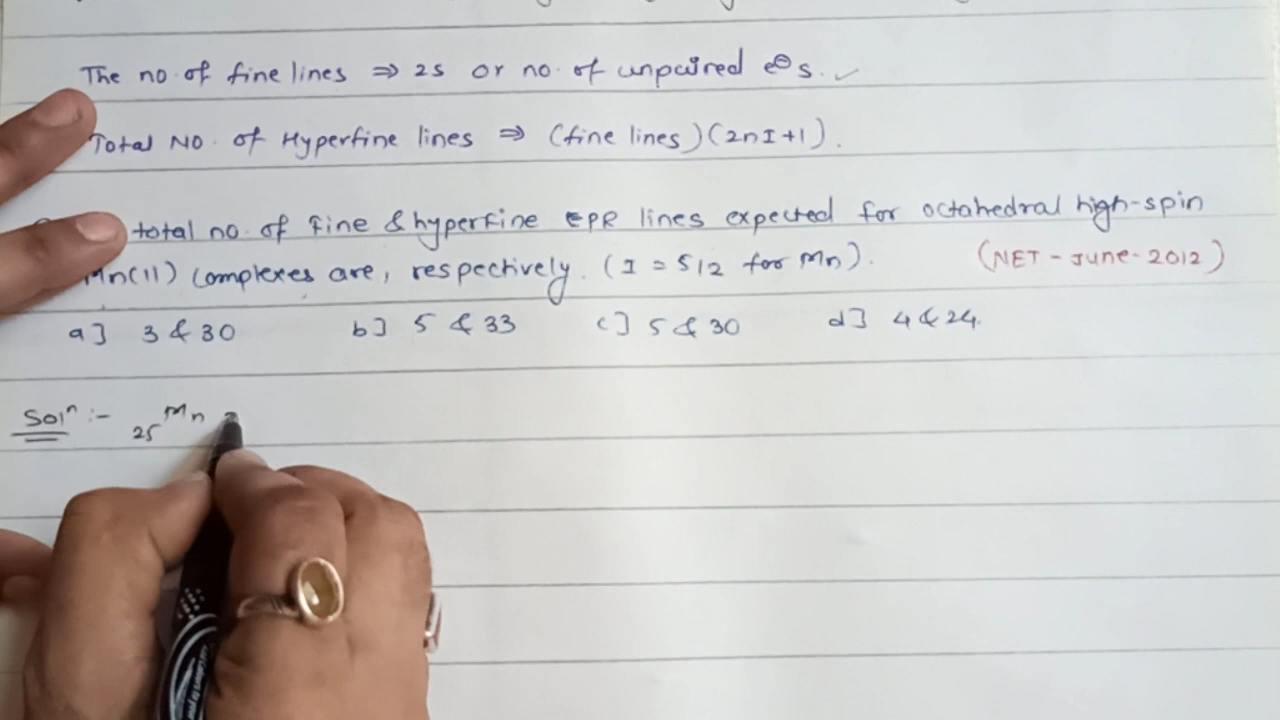 The no. of fine lines ⇒ 2s or no. of unpaired e⊖s. ✓
Total No. of Hyperfine lines ⇒ (fine lines)(2nI+1).
total no. of fine & hyperfine EPR lines expected for octahedral high-spin
Mn(II) complexes are, respectively. (I = 5/2 for Mn). (NET - June - 2012)
a] 3 & 30 b] 5 & 33 c] 5 & 30 d] 4 & 24.
Solⁿ :- 25 Mn